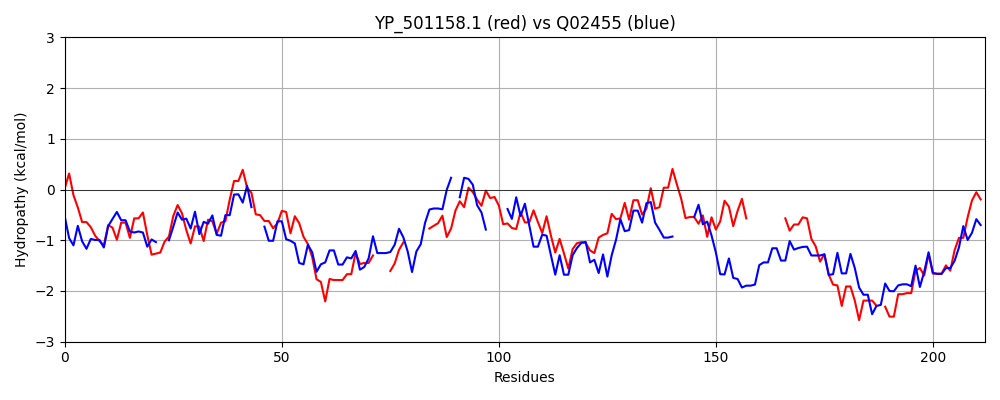 YP_501158.1 (red) vs Q02455 (blue)
Hydropathy (kcal/mol)
3
2
1
0
−1
−2
−3
0 50 100 150 200
Residues